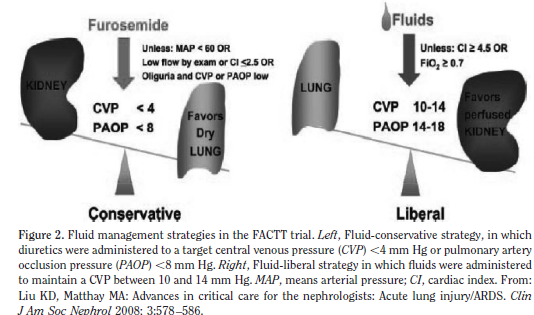 Furosemide
Unless: MAP < 60 OR
Low flow by exam or CI ≤2.5 OR
Oliguria and CVP or PAOP low
KIDNEY
CVP < 4
PAOP < 8
Favors
Dry
LUNG
Conservative
Fluids
Unless: CI ≥ 4.5 OR
FiO2 ≥ 0.7
LUNG
CVP 10-14
PAOP 14-18
Favors
perfused
KIDNEY
Liberal
Figure 2. Fluid management strategies in the FACTT trial. Left, Fluid-conservative strategy, in which
diuretics were administered to a target central venous pressure (CVP) <4 mm Hg or pulmonary artery
occlusion pressure (PAOP) <8 mm Hg. Right, Fluid-liberal strategy in which fluids were administered
to maintain a CVP between 10 and 14 mm Hg. MAP, means arterial pressure; CI, cardiac index. From:
Liu KD, Matthay MA: Advances in critical care for the nephrologists: Acute lung injury/ARDS. Clin
J Am Soc Nephrol 2008; 3:578–586.